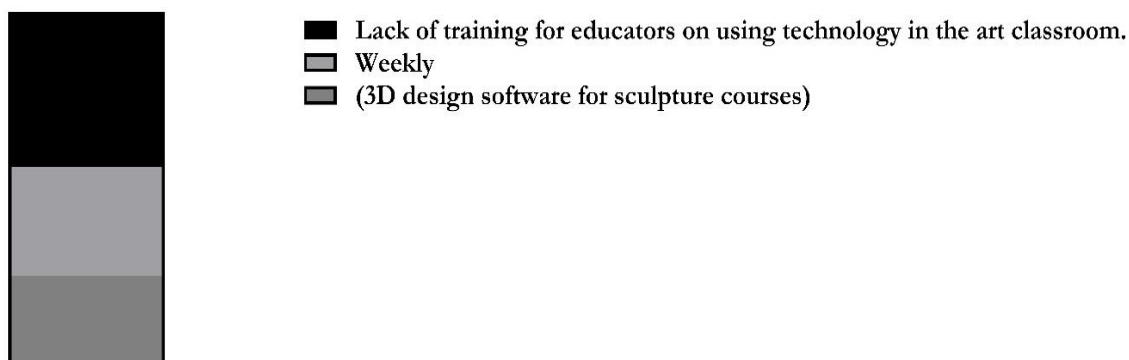 Lack of training for educators on using technology in the art classroom.
Weekly
(3D design software for sculpture courses)